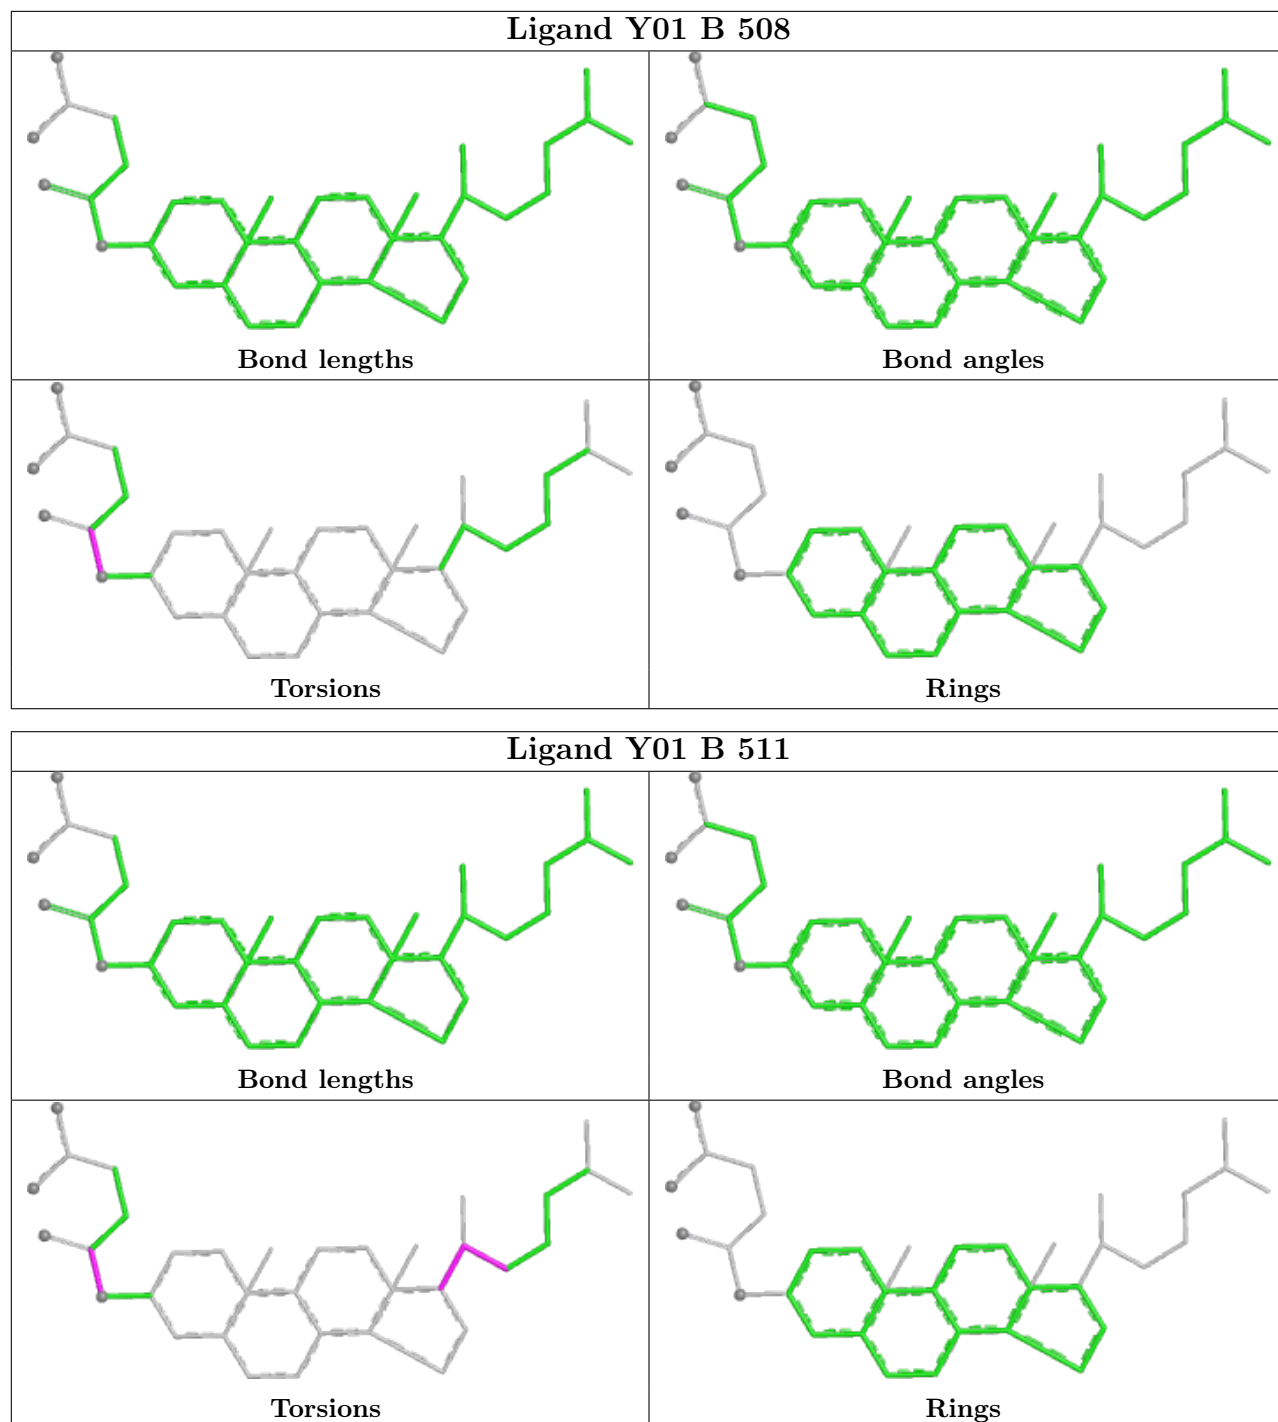 Ligand Y01 B 508
Bond lengths
Bond angles
Torsions
Rings
Ligand Y01 B 511
Bond lengths
Bond angles
Torsions
Rings